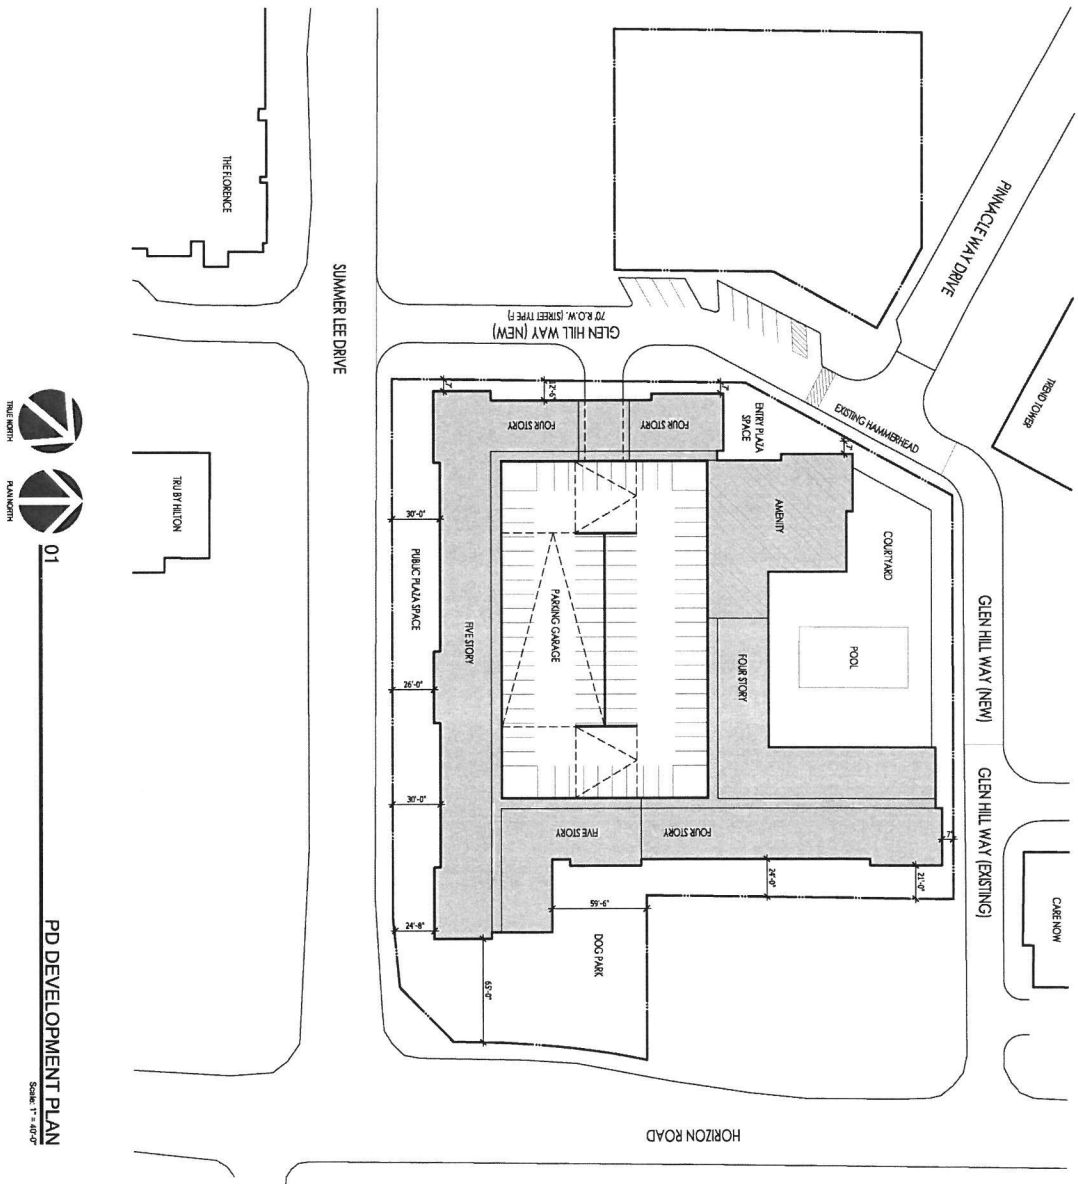 PINNACLE WAY DRIVE
TREND TOWER
THE FLORENCE
SUMMER LEE DRIVE
GLEN HILL WAY (NEW)
70' R.O.W. (STREET TYPE F)
EXISTING HAMMERHEAD
ENTRY PLAZA
SPACE
7'
12'-6"
7'
7'
FOUR STORY
FOUR STORY
AMENITY
COURTYARD
POOL
GLEN HILL WAY (NEW)
GLEN HILL WAY (EXISTING)
TRU BY HILTON
30'-0"
PUBLIC PLAZA SPACE
26'-0"
30'-0"
24'-8"
FIVE STORY
PARKING GARAGE
FOUR STORY
FIVE STORY
FOUR STORY
7'
24'-0"
21'-0"
59'-6"
DOG PARK
65'-0"
CARE NOW
HORIZON ROAD
TRUE NORTH
PLAN NORTH
01
PD DEVELOPMENT PLAN
Scale: 1" = 40'-0"